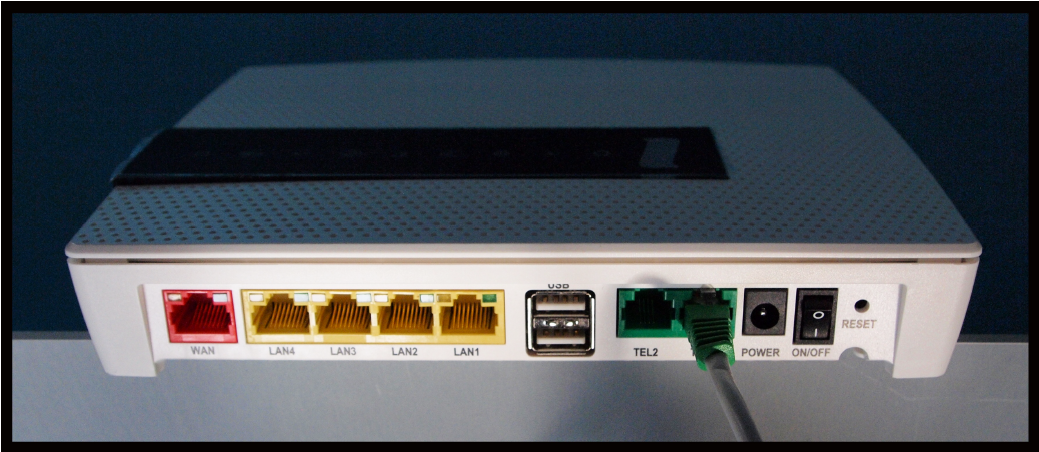 USB
WAN
LAN4
LAN3
LAN2
LAN1
TEL2
POWER
ON/OFF
RESET